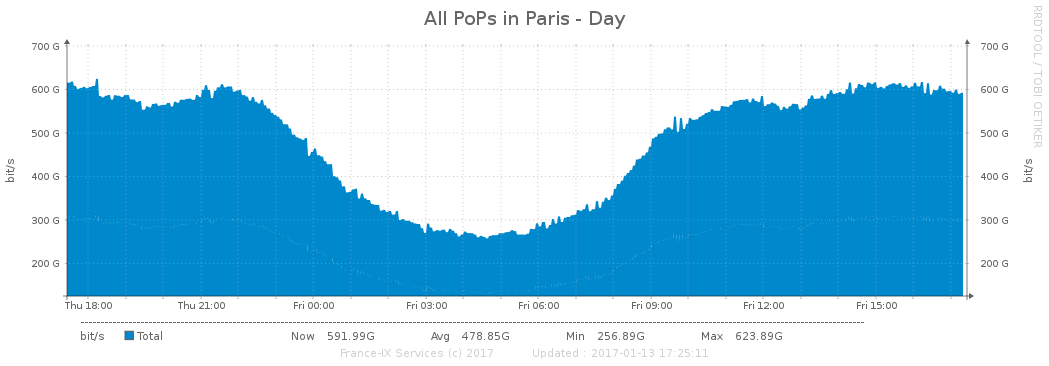 All PoPs in Paris - Day
RRDTOOL / TOBI OETIKER
700 G 700 G
600 G 600 G
500 G 500 G
400 G 400 G
300 G 300 G
200 G 200 G
bit/s bit/s
Thu 18:00 Thu 21:00 Fri 00:00 Fri 03:00 Fri 06:00 Fri 09:00 Fri 12:00 Fri 15:00
bit/s Total Now 591.99G Avg 478.85G Min 256.89G Max 623.89G
France-IX Services (c) 2017 Updated : 2017-01-13 17:25:11